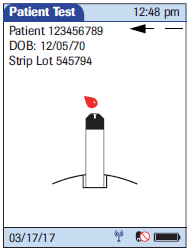 Patient Test 12:48 pm
Patient 123456789
DOB: 12/05/70
Strip Lot 545794
03/17/17